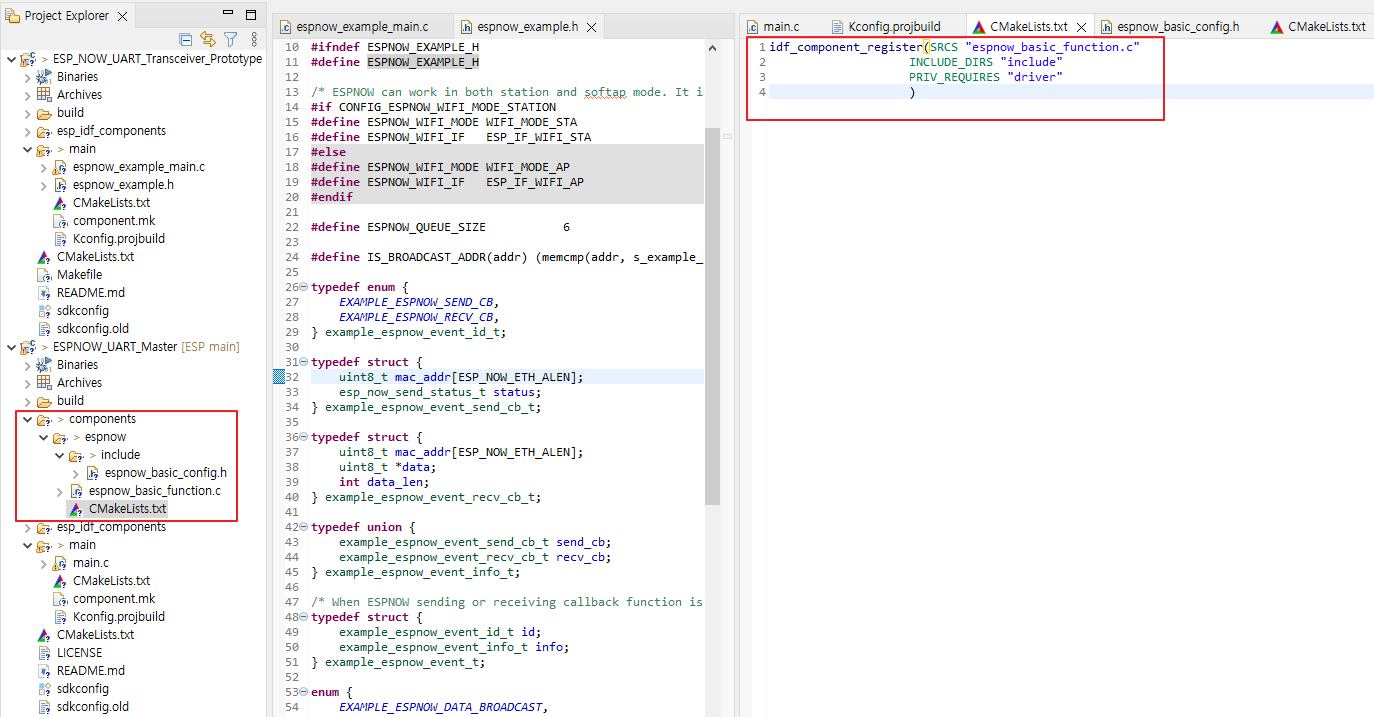 Project Explorer
ESP_NOW_UART_Transceiver_Prototype
Binaries
Archives
build
esp_idf_components
main
espnow_example_main.c
espnow_example.h
CMakeLists.txt
component.mk
Kconfig.projbuild
CMakeLists.txt
Makefile
README.md
sdkconfig
sdkconfig.old
ESPNOW_UART_Master [ESP main]
Binaries
Archives
build
components
espnow
include
espnow_basic_config.h
espnow_basic_function.c
CMakeLists.txt
esp_idf_components
main
main.c
CMakeLists.txt
component.mk
Kconfig.projbuild
CMakeLists.txt
LICENSE
README.md
sdkconfig
sdkconfig.old
espnow_example_main.c espnow_example.h
10 #ifndef ESPNOW_EXAMPLE_H
11 #define ESPNOW_EXAMPLE_H
12
13 /* ESPNOW can work in both station and softap mode. It i
14 #if CONFIG_ESPNOW_WIFI_MODE_STATION
15 #define ESPNOW_WIFI_MODE WIFI_MODE_STA
16 #define ESPNOW_WIFI_IF   ESP_IF_WIFI_STA
17 #else
18 #define ESPNOW_WIFI_MODE WIFI_MODE_AP
19 #define ESPNOW_WIFI_IF   ESP_IF_WIFI_AP
20 #endif
21
22 #define ESPNOW_QUEUE_SIZE           6
23
24 #define IS_BROADCAST_ADDR(addr) (memcmp(addr, s_example_
25
26 typedef enum {
27     EXAMPLE_ESPNOW_SEND_CB,
28     EXAMPLE_ESPNOW_RECV_CB,
29 } example_espnow_event_id_t;
30
31 typedef struct {
32     uint8_t mac_addr[ESP_NOW_ETH_ALEN];
33     esp_now_send_status_t status;
34 } example_espnow_event_send_cb_t;
35
36 typedef struct {
37     uint8_t mac_addr[ESP_NOW_ETH_ALEN];
38     uint8_t *data;
39     int data_len;
40 } example_espnow_event_recv_cb_t;
41
42 typedef union {
43     example_espnow_event_send_cb_t send_cb;
44     example_espnow_event_recv_cb_t recv_cb;
45 } example_espnow_event_info_t;
46
47 /* When ESPNOW sending or receiving callback function is
48 typedef struct {
49     example_espnow_event_id_t id;
50     example_espnow_event_info_t info;
51 } example_espnow_event_t;
52
53 enum {
54     EXAMPLE_ESPNOW_DATA_BROADCAST,
main.c Kconfig.projbuild CMakeLists.txt espnow_basic_config.h CMakeLists.txt
1 idf_component_register(SRCS "espnow_basic_function.c"
2                     INCLUDE_DIRS "include"
3                     PRIV_REQUIRES "driver"
4                     )